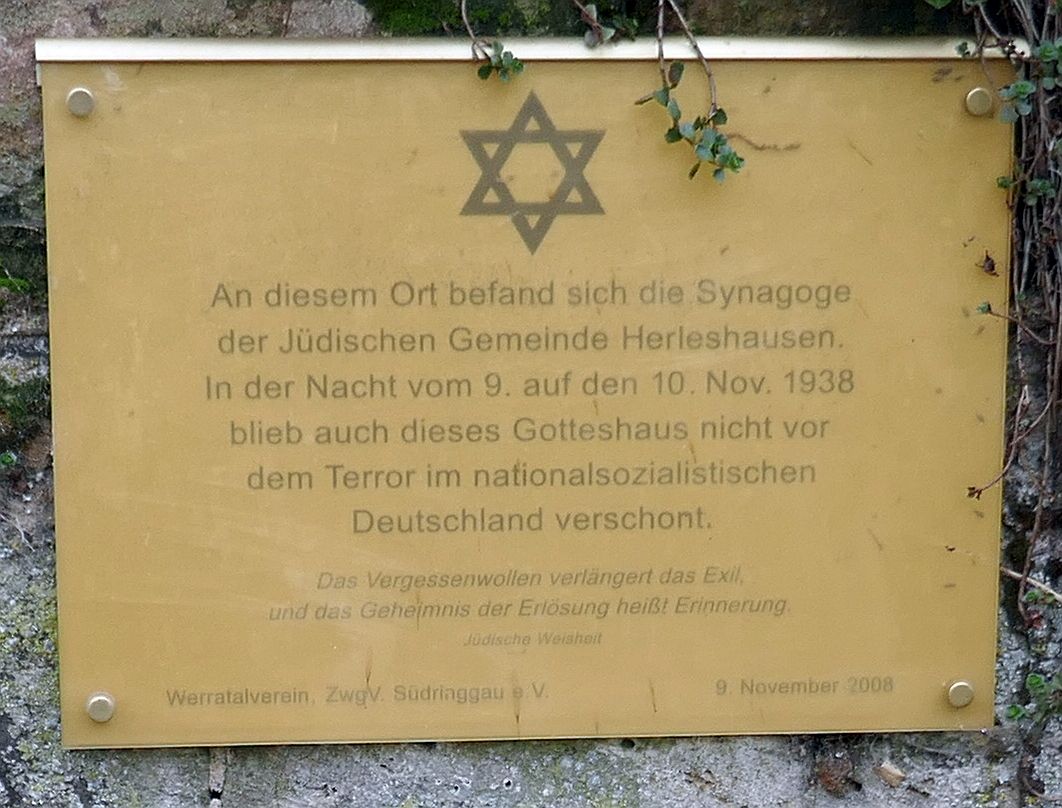 An diesem Ort befand sich die Synagoge
der Jüdischen Gemeinde Herleshausen.
In der Nacht vom 9. auf den 10. Nov. 1938
blieb auch dieses Gotteshaus nicht vor
dem Terror im nationalsozialistischen
Deutschland verschont.
Das Vergessenwollen verlängert das Exil,
und das Geheimnis der Erlösung heißt Erinnerung.
Jüdische Weisheit
Werratalverein, ZwgV. Südringgau e.V. 9. November 2008